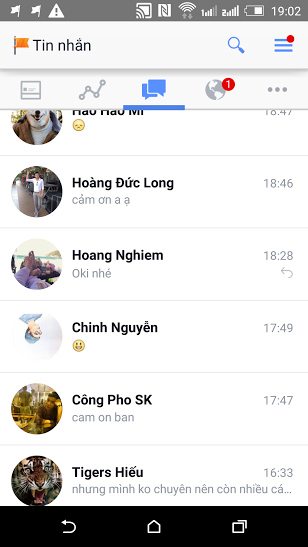 19:02
Tin nhắn
1
Hảo Hảo Mi
18:47
😞
Hoàng Đức Long
18:46
cảm ơn a ạ
Hoang Nghiem
18:28
Oki nhé
Chinh Nguyễn
17:49
😃
Công Pho SK
17:47
cam on ban
Tigers Hiếu
16:33
nhưng mình ko chuyên nên còn nhiều cá...